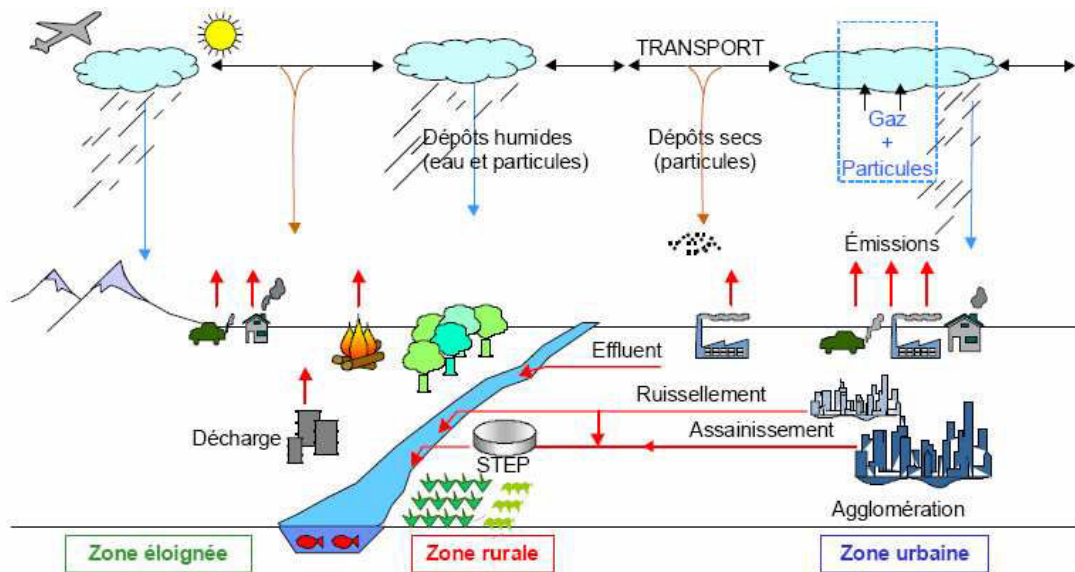 TRANSPORT
Dépôts humides
(eau et particules)
Dépôts secs
(particules)
Gaz
+
Particules
Émissions
Effluent
Ruissellement
Décharge
Assainissement
STEP
Agglomération
Zone éloignée
Zone rurale
Zone urbaine